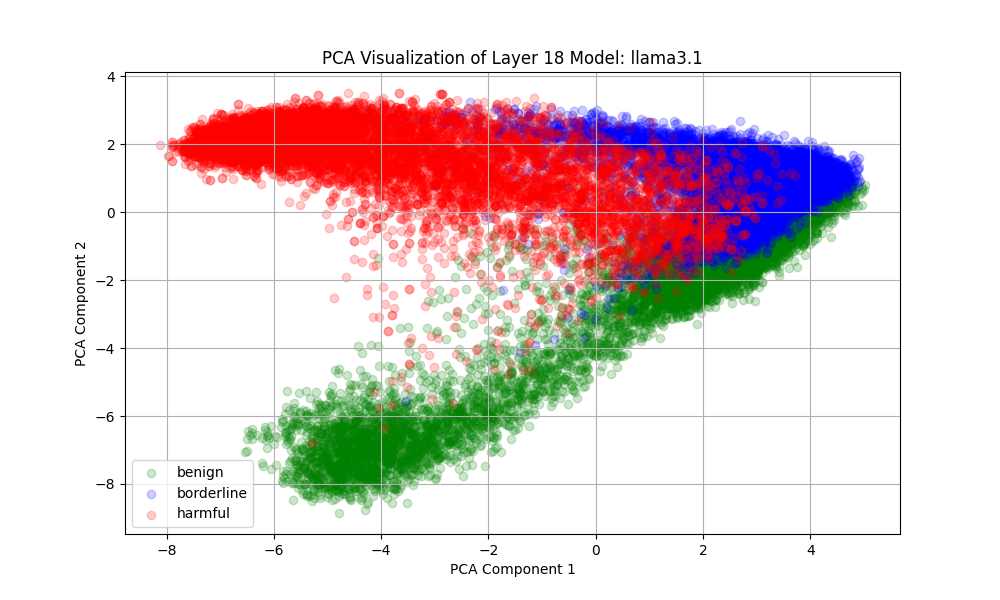 PCA Visualization of Layer 18 Model: llama3.1
PCA Component 2
4
2
0
−2
−4
−6
−8
benign
borderline
harmful
−8 −6 −4 −2 0 2 4
PCA Component 1